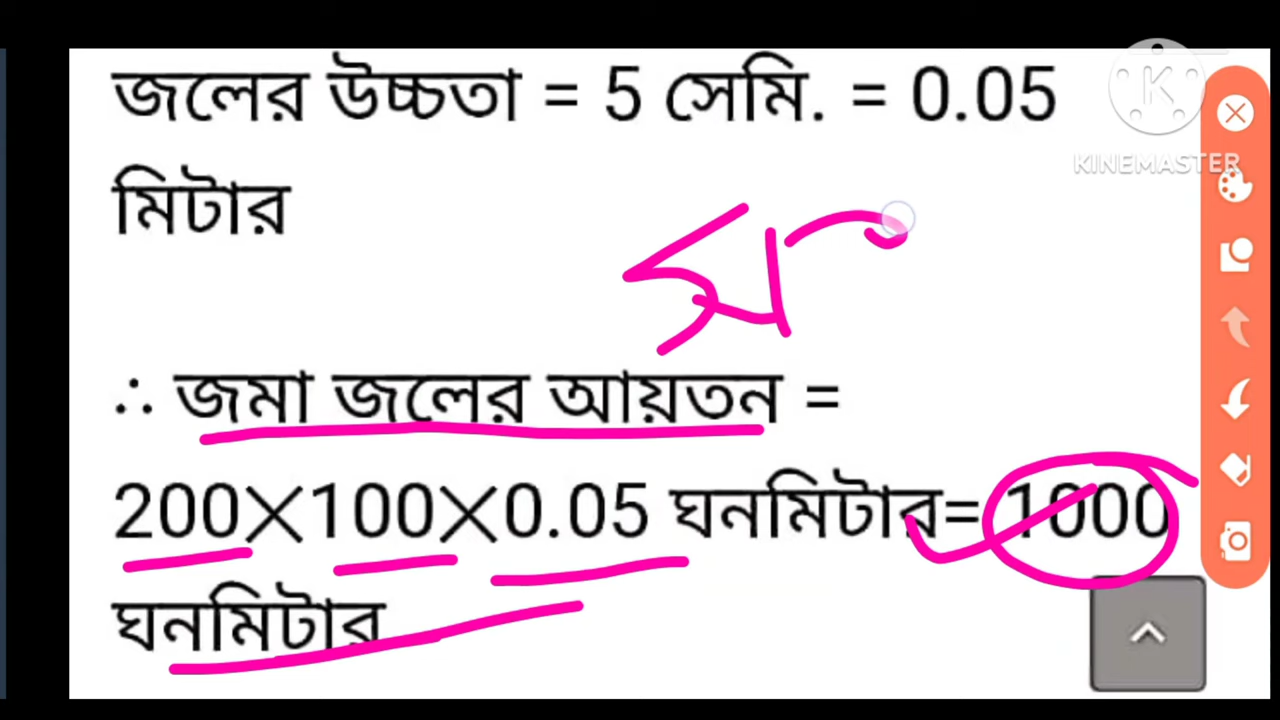 জলের উচ্চতা = 5 সেমি. = 0.05
KINEMASTER
মিটার
∴ জমা জলের আয়তন =
200×100×0.05 ঘনমিটার= 1000
ঘনমিটার